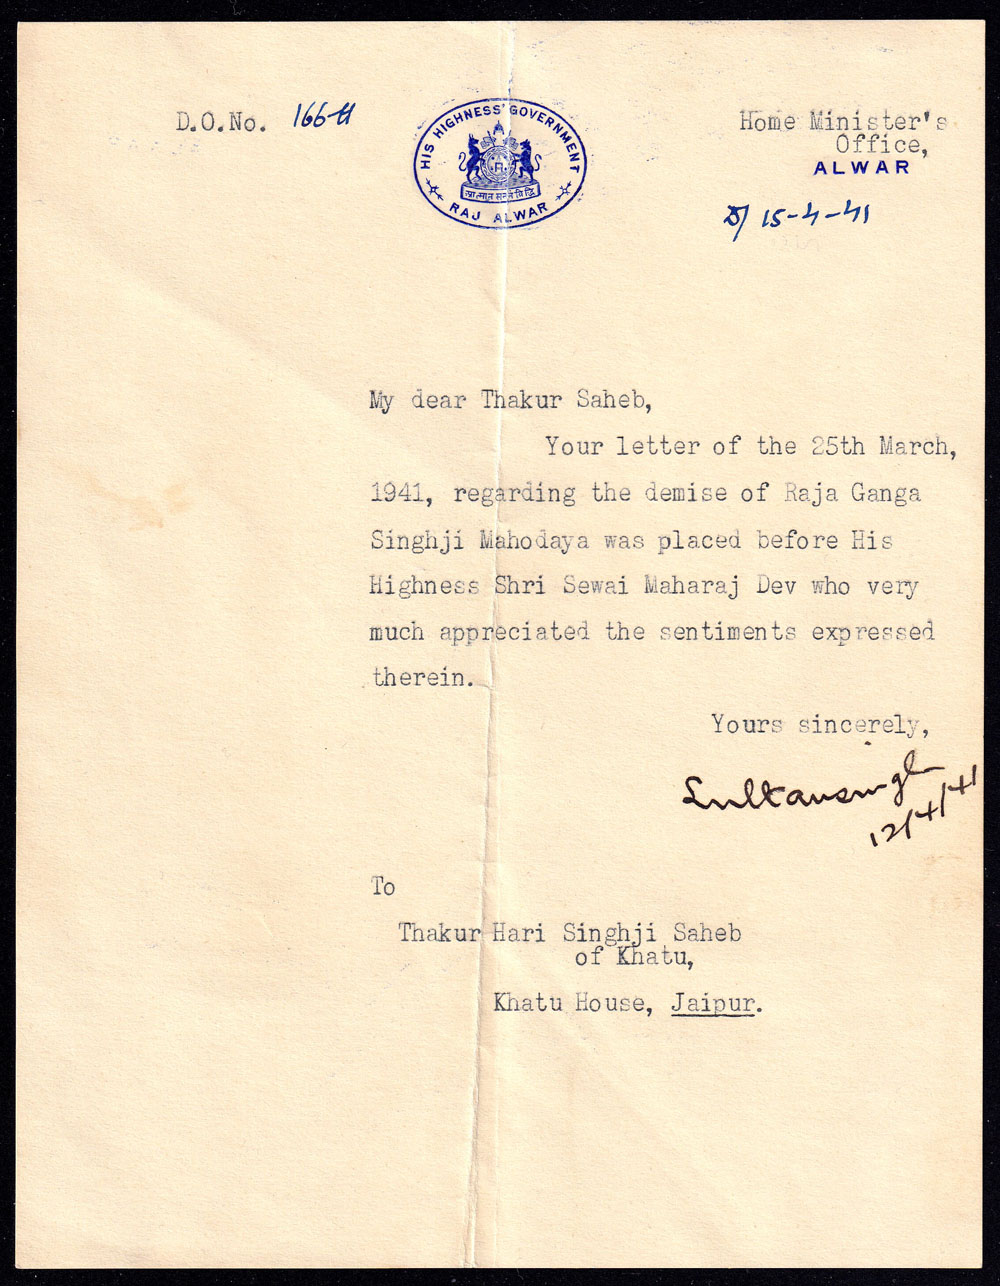 D.O.No. 166-H
HIS HIGHNESS' GOVERNMENT
RAJ ALWAR
Home Minister's
Office,
ALWAR
D/ 15-4-41
My dear Thakur Saheb,
Your letter of the 25th March,
1941, regarding the demise of Raja Ganga
Singhji Mahodaya was placed before His
Highness Shri Sewai Maharaj Dev who very
much appreciated the sentiments expressed
therein.
Yours sincerely,
Sultansingh
12/4/41
To
Thakur Hari Singhji Saheb
of Khatu,
Khatu House, Jaipur.